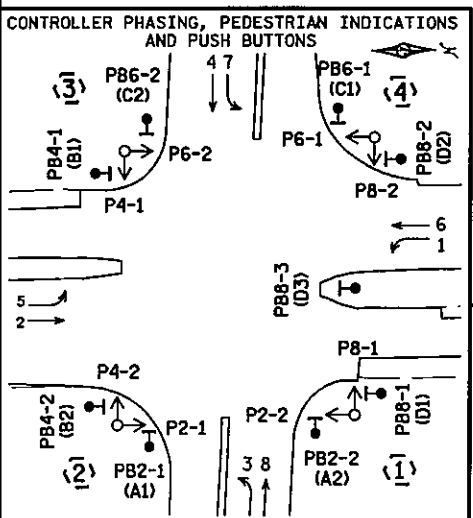 CONTROLLER PHASING, PEDESTRIAN INDICATIONS
AND PUSH BUTTONS
3
PB6-2
(C2)
4 7
PB6-1
(C1)
4
PB4-1
(B1)
P6-2
P6-1
PB8-2
(D2)
P4-1
P8-2
6
1
5
2
PB8-3
(D3)
P8-1
P4-2
PB4-2
(B2)
P2-1
P2-2
PB8-1
(D1)
2
PB2-1
(A1)
3 8
PB2-2
(A2)
1